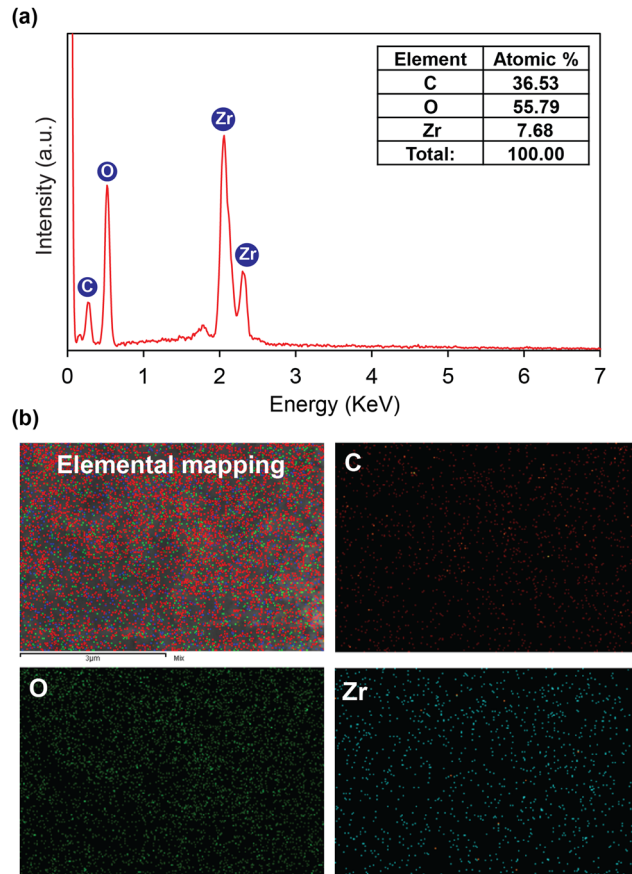 (a)
Intensity (a.u.)
Element Atomic %
C 36.53
O 55.79
Zr 7.68
Total: 100.00
Zr
O
Zr
C
0 1 2 3 4 5 6 7
Energy (KeV)
(b)
Elemental mapping
C
3µm Mix
O
Zr